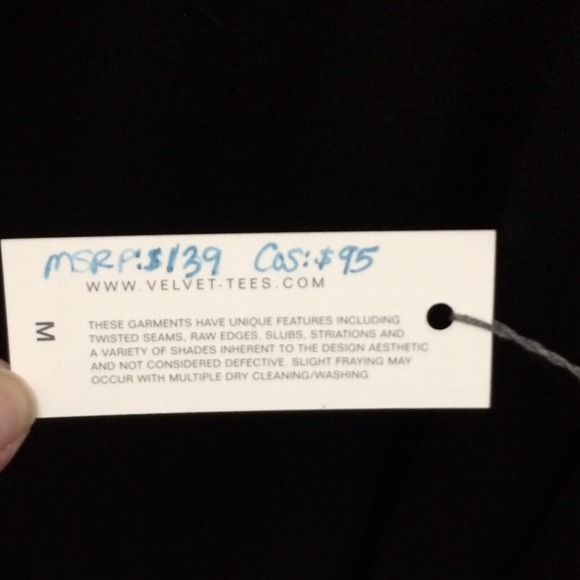 MSRP:$139 Cos:$95
WWW.VELVET-TEES.COM
M
THESE GARMENTS HAVE UNIQUE FEATURES INCLUDING
TWISTED SEAMS, RAW EDGES, SLUBS, STRIATIONS AND
A VARIETY OF SHADES INHERENT TO THE DESIGN AESTHETIC
AND NOT CONSIDERED DEFECTIVE. SLIGHT FRAYING MAY
OCCUR WITH MULTIPLE DRY CLEANING/WASHING.